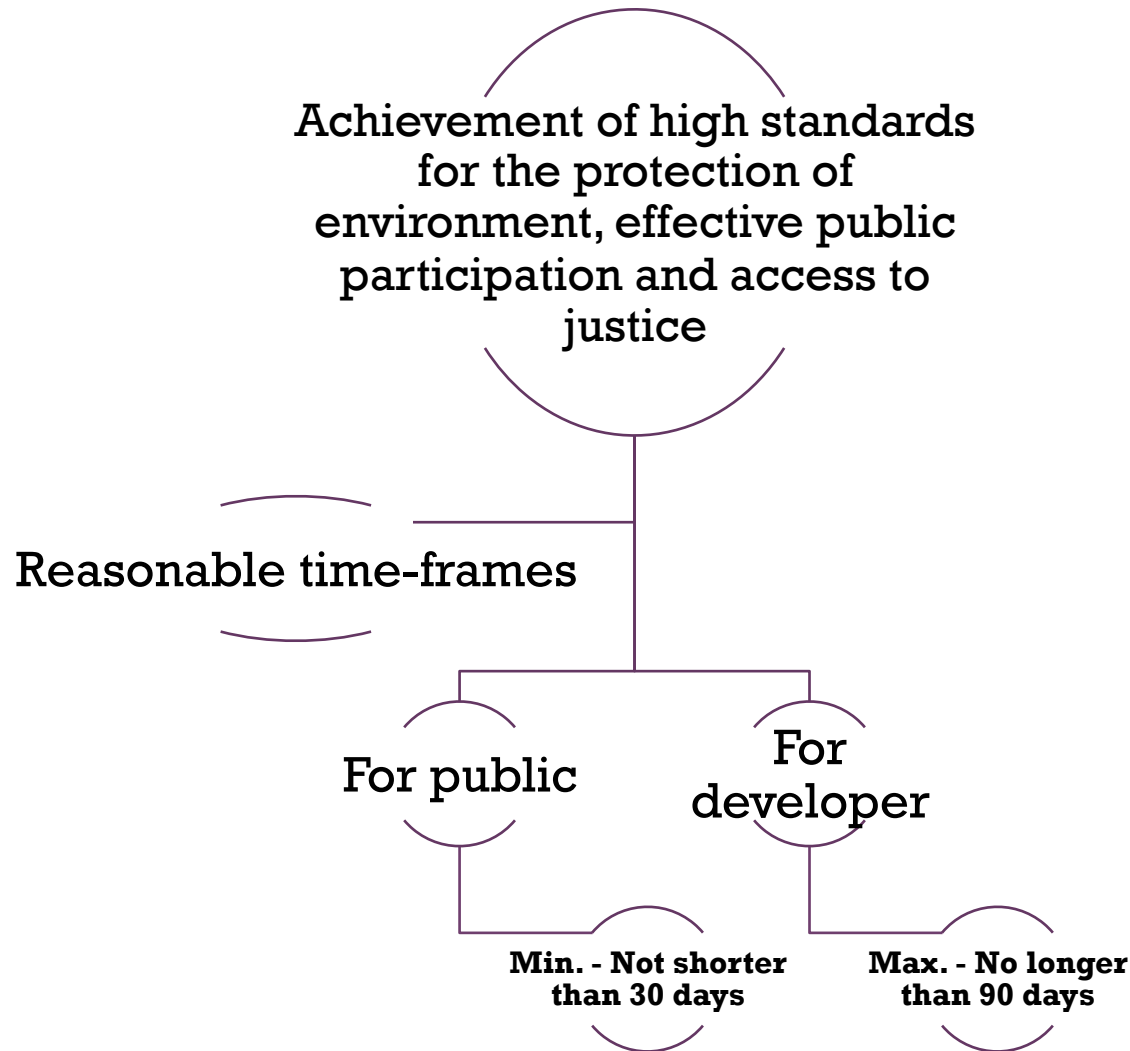 Achievement of high standards
for the protection of
environment, effective public
participation and access to
justice
Reasonable time-frames
For public
For
developer
Min. - Not shorter
than 30 days
Max. - No longer
than 90 days